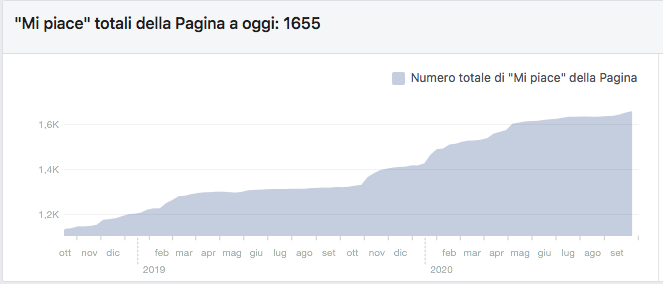 "Mi piace" totali della Pagina a oggi: 1655
Numero totale di "Mi piace" della Pagina
1,6K
1,4K
1,2K
ott nov dic feb mar apr mag giu lug ago set ott nov dic feb mar apr mag giu lug ago set
2019 2020